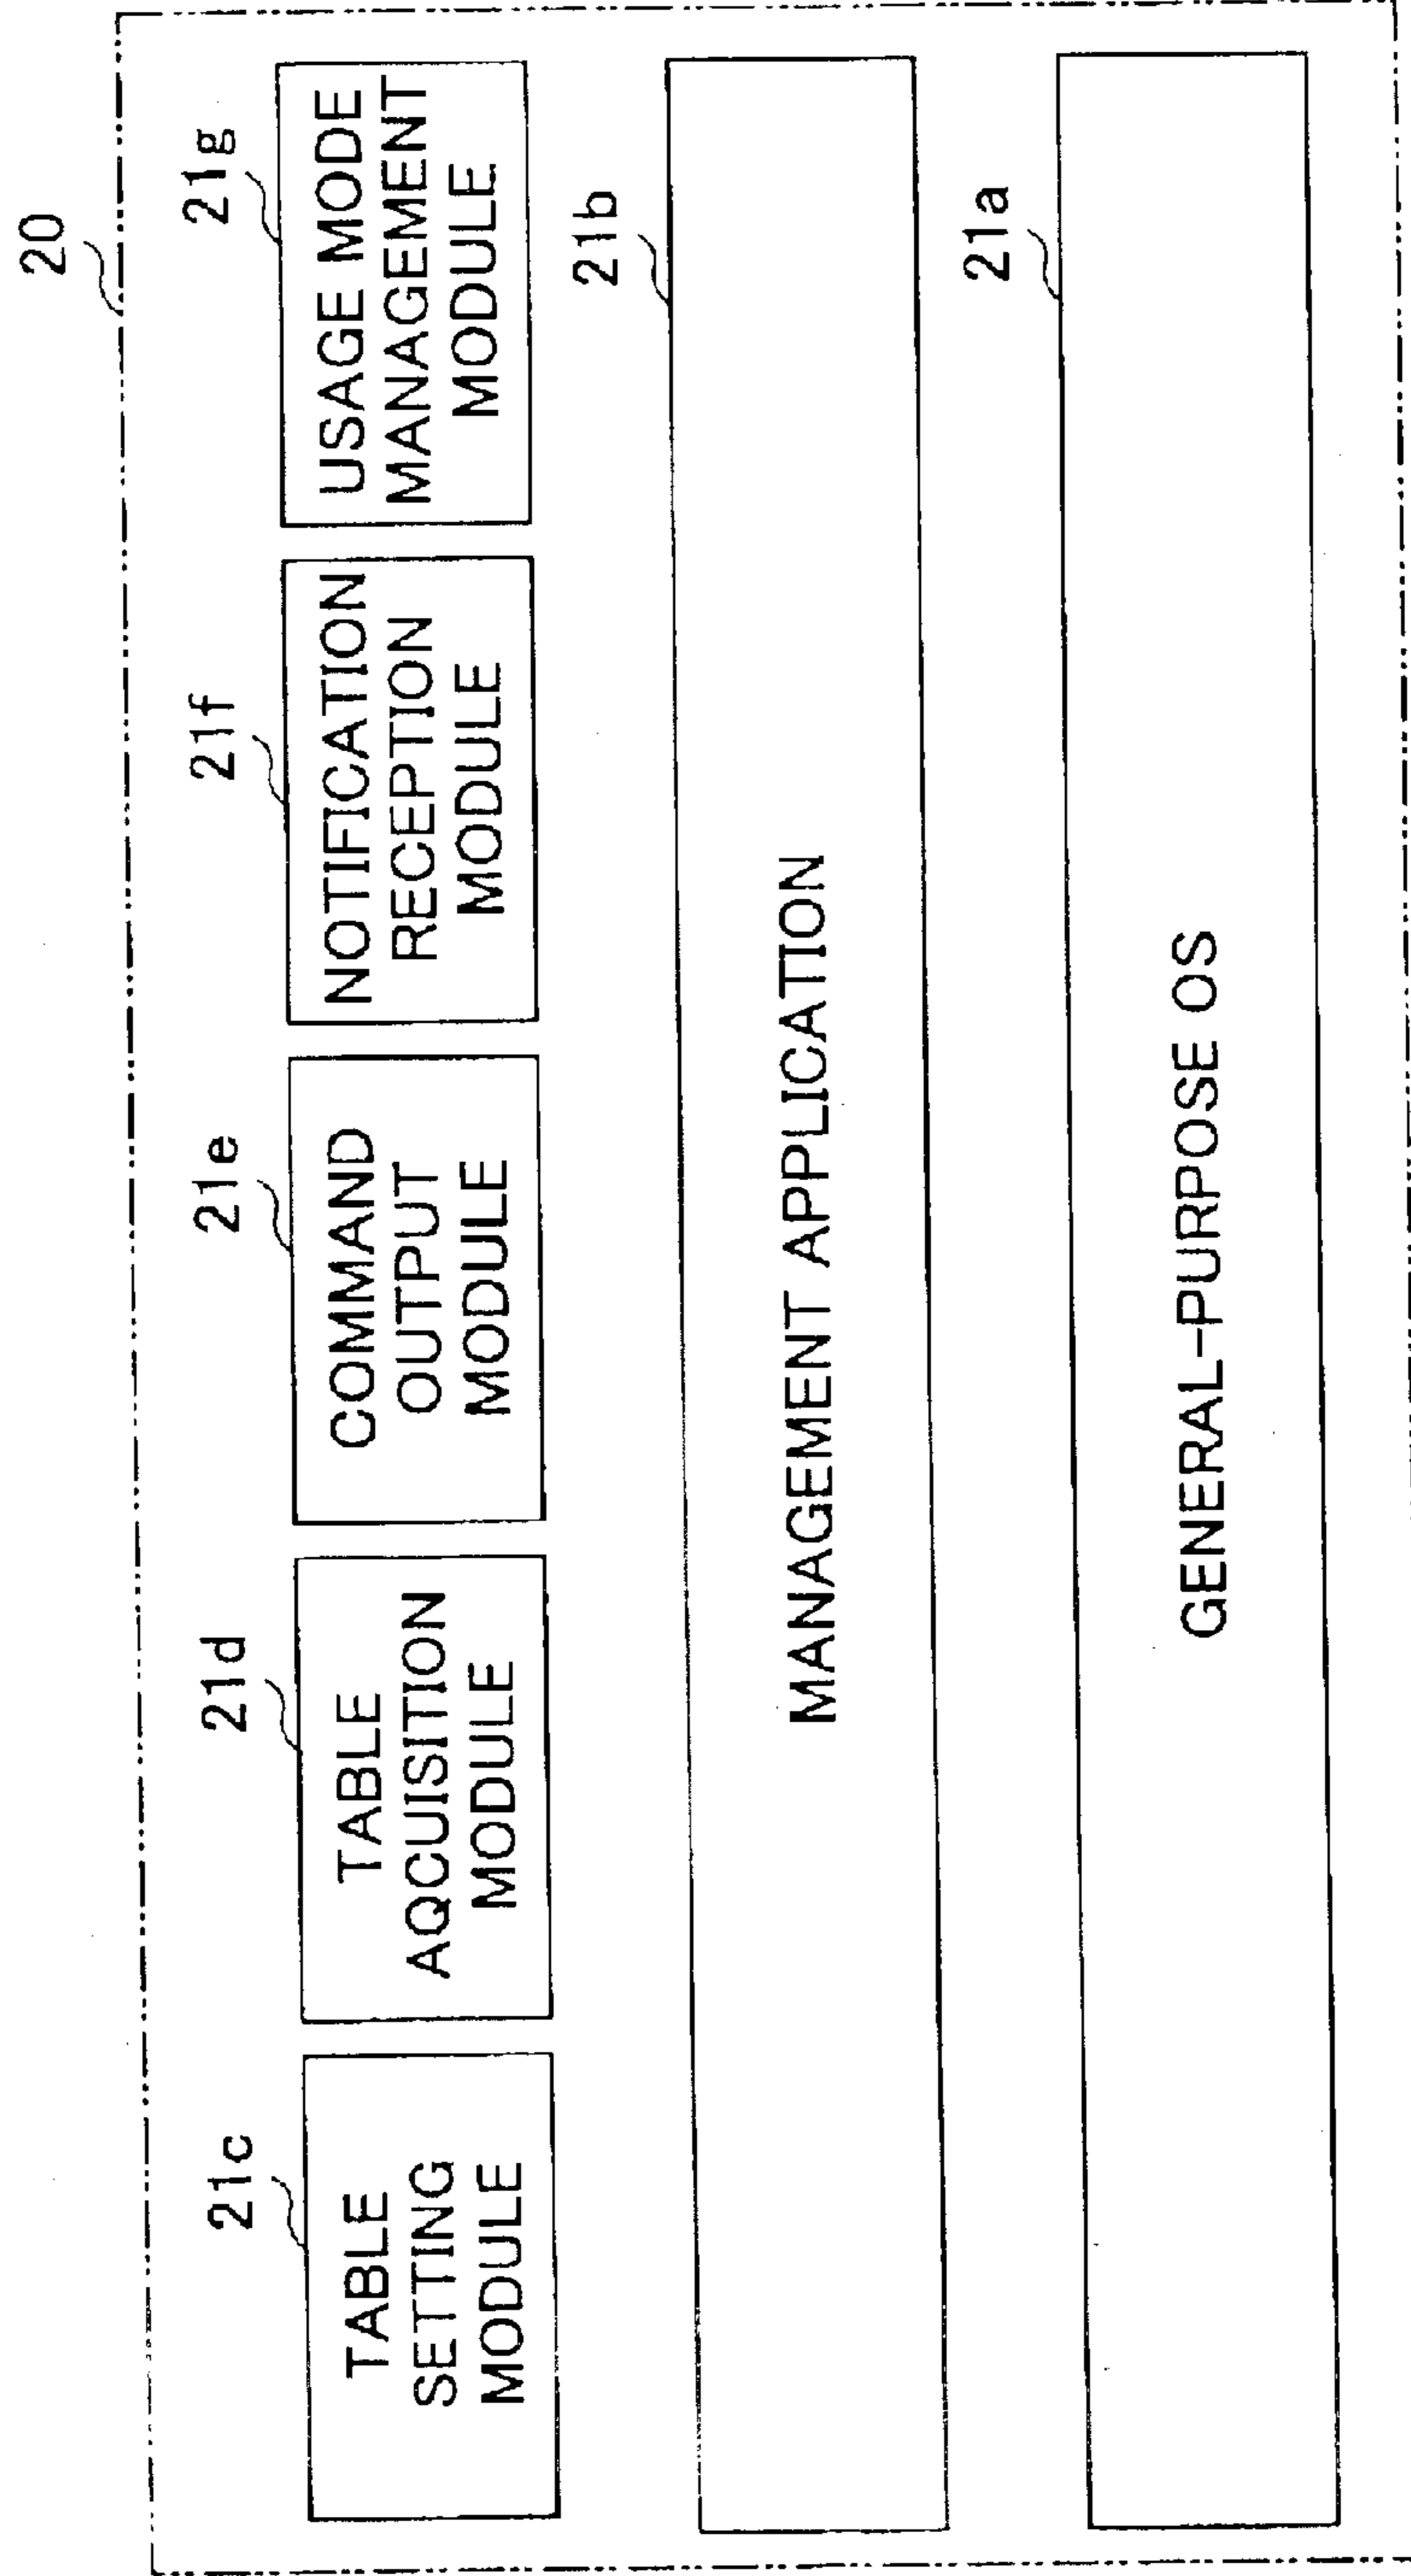 20
21c
TABLE
SETTING
MODULE
21d
TABLE
AQCUISITION
MODULE
21e
COMMAND
OUTPUT
MODULE
21f
NOTIFICATION
RECEPTION
MODULE
21g
USAGE MODE
MANAGEMENT
MODULE
21b
MANAGEMENT APPLICATION
21a
GENERAL-PURPOSE OS